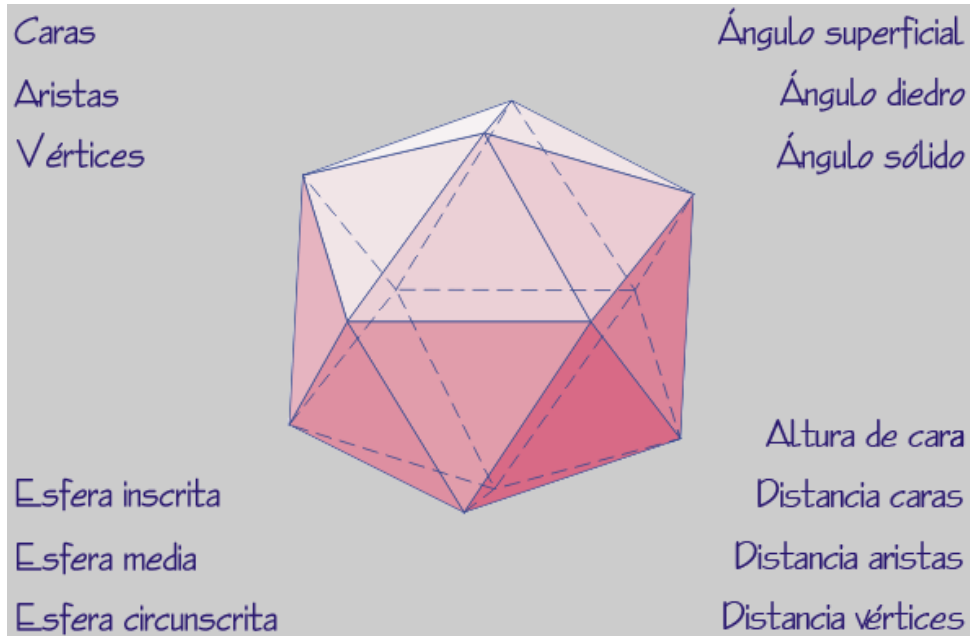 Caras
Aristas
Vértices
Ángulo superficial
Ángulo diedro
Ángulo sólido
Esfera inscrita
Esfera media
Esfera circunscrita
Altura de cara
Distancia caras
Distancia aristas
Distancia vértices